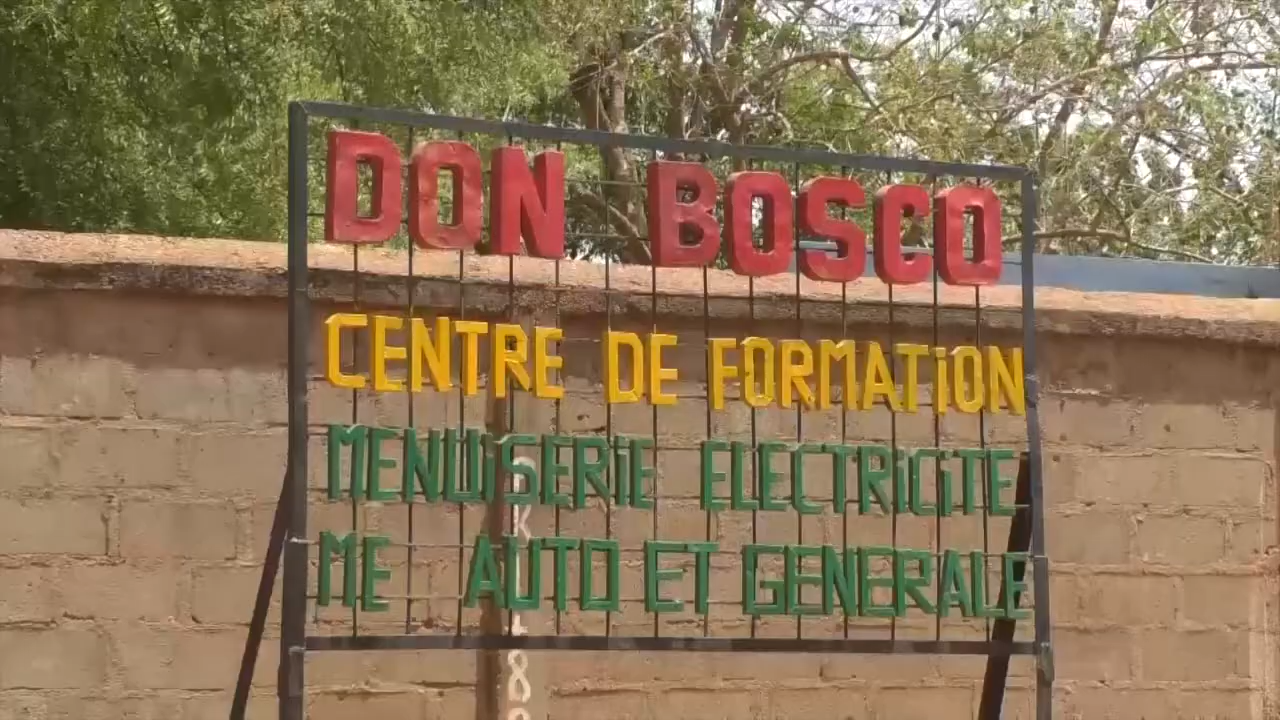 DON BOSCO
CENTRE DE FORMATION
MENUiSERiE ELECTRiCiTE
ME AUTO ET GENERALE